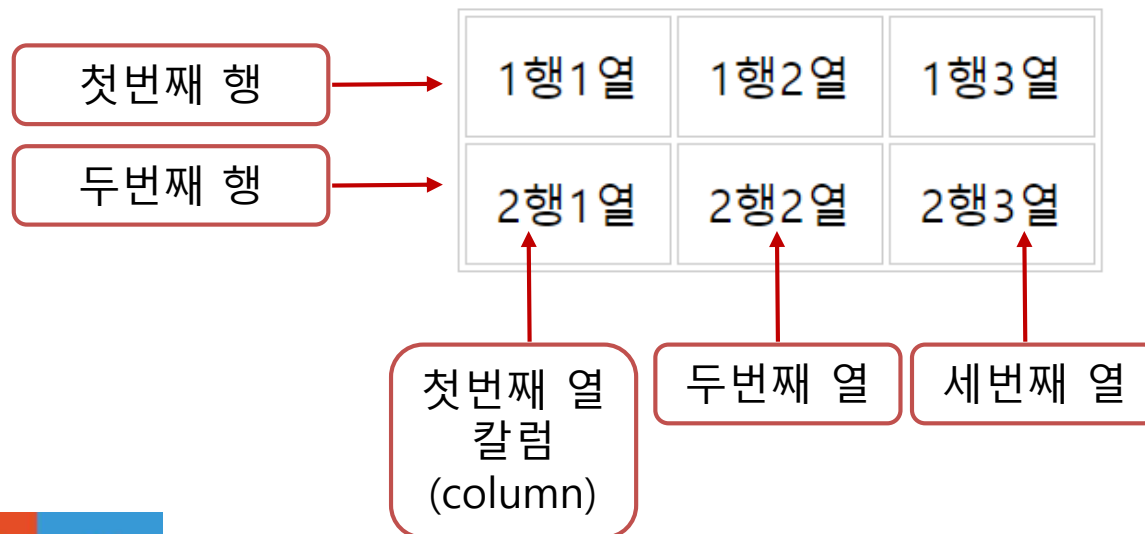 첫번째 행
1행1열 1행2열 1행3열
두번째 행
2행1열 2행2열 2행3열
첫번째 열
칼럼
(column)
두번째 열
세번째 열